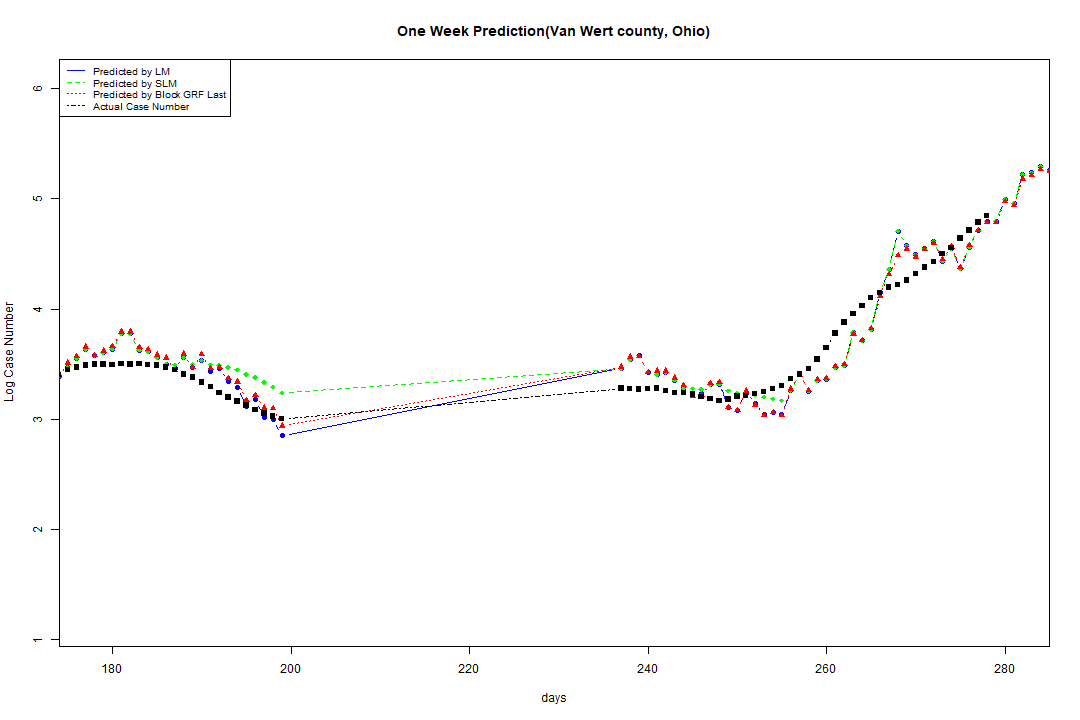 One Week Prediction(Van Wert county, Ohio)
Predicted by LM
Predicted by SLM
Predicted by Block GRF Last
Actual Case Number
6
5
4
3
2
1
Log Case Number
180 200 220 240 260 280
days